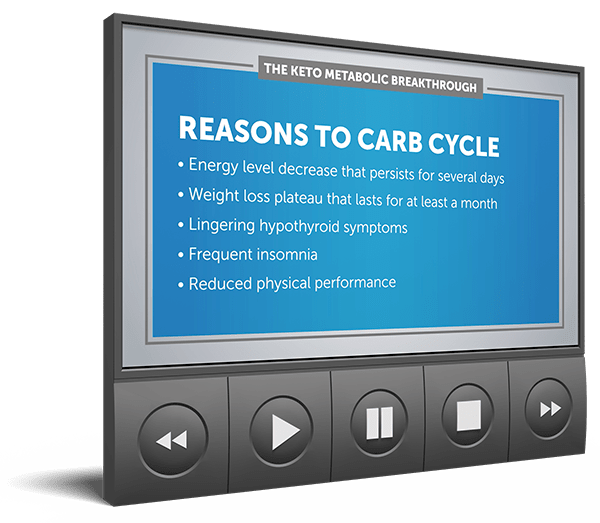 THE KETO METABOLIC BREAKTHROUGH
REASONS TO CARB CYCLE
• Energy level decrease that persists for several days
• Weight loss plateau that lasts for at least a month
• Lingering hypothyroid symptoms
• Frequent insomnia
• Reduced physical performance